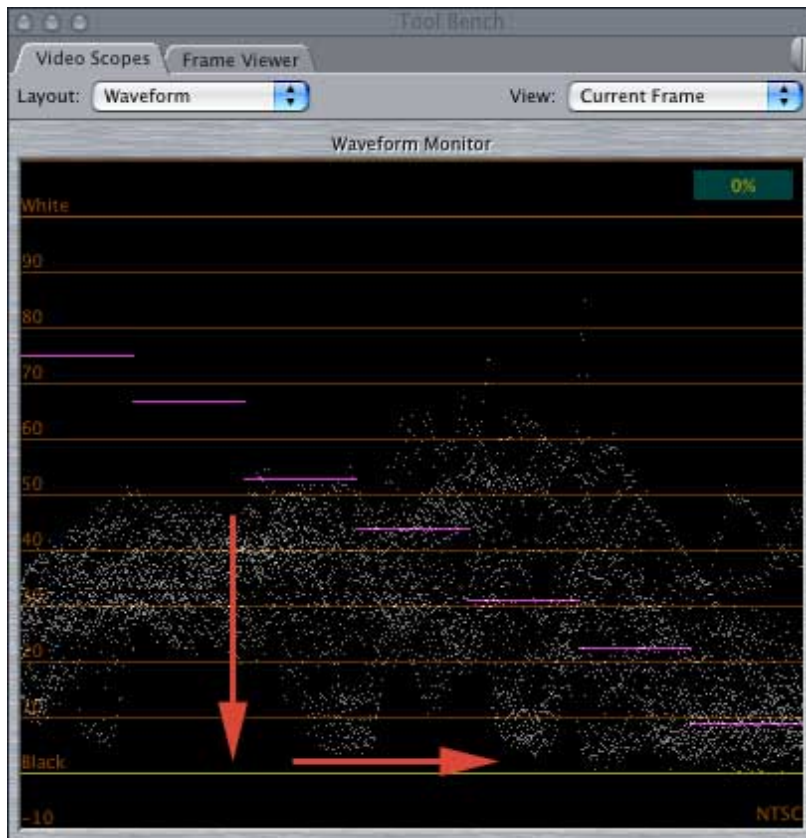 Tool Bench
Video Scopes Frame Viewer
Layout: Waveform View: Current Frame
Waveform Monitor
0%
White
90
80
70
60
50
40
30
20
10
Black
-10 NTSC